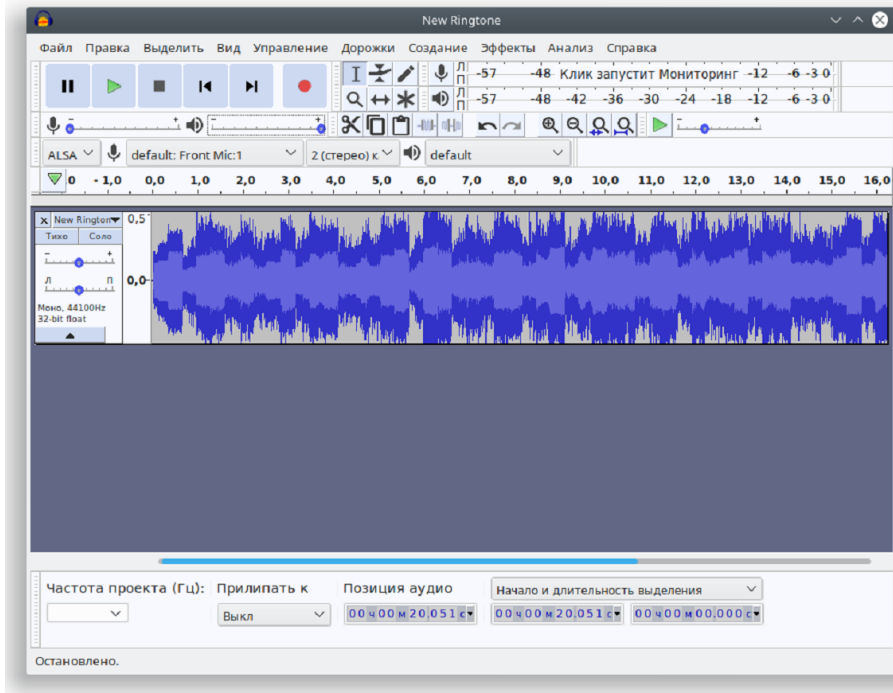 New Ringtone
Файл Правка Выделить Вид Управление Дорожки Создание Эффекты Анализ Справка
Л П -57 -48 Клик запустит Мониторинг -12 -6 -3 0
Л П -57 -48 -42 -36 -30 -24 -18 -12 -6 -3 0
- + - + - +
ALSA default: Front Mic:1 2 (стерео) к default
0 - 1,0 0,0 1,0 2,0 3,0 4,0 5,0 6,0 7,0 8,0 9,0 10,0 11,0 12,0 13,0 14,0 15,0 16,0
x New Rington 0,5
Тихо Соло
- +
Л П 0,0
Моно, 44100Hz
32-bit float
Частота проекта (Гц): Прилипать к Позиция аудио Начало и длительность выделения
Выкл 00 ч 00 м 20,051 с 00 ч 00 м 20,051 с 00 ч 00 м 00,000 с
Остановлено.